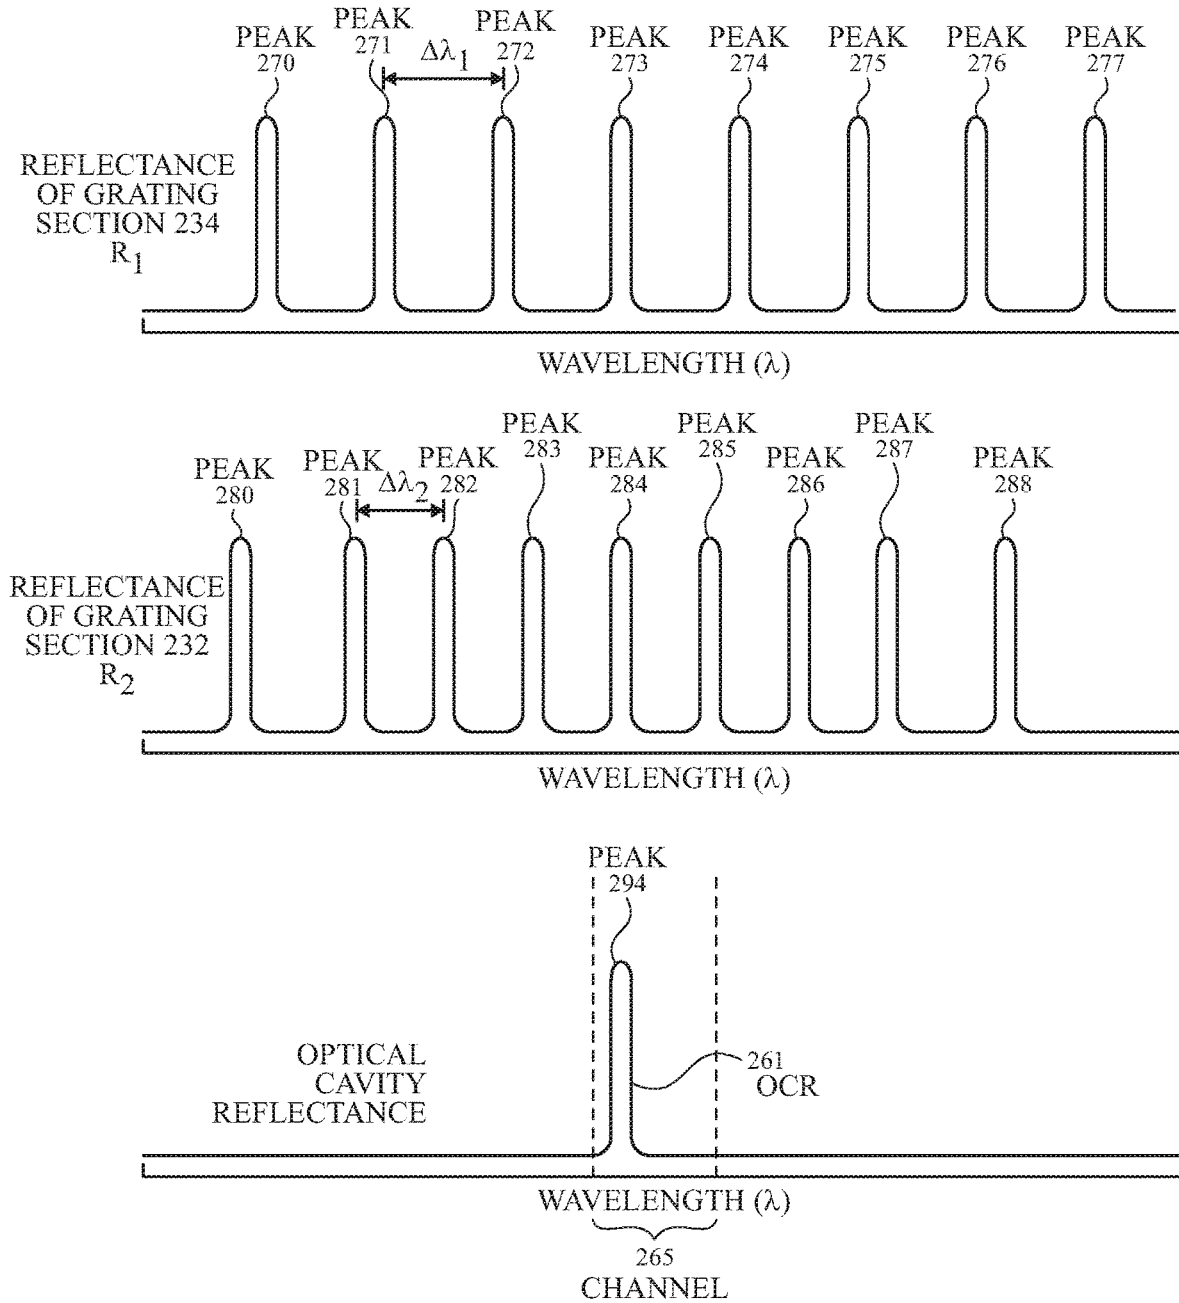 PEAK 270
PEAK 271
Δλ1
PEAK 272
PEAK 273
PEAK 274
PEAK 275
PEAK 276
PEAK 277
REFLECTANCE
OF GRATING
SECTION 234
R1
WAVELENGTH (λ)
PEAK 280
PEAK 281
Δλ2
PEAK 282
PEAK 283
PEAK 284
PEAK 285
PEAK 286
PEAK 287
PEAK 288
REFLECTANCE
OF GRATING
SECTION 232
R2
WAVELENGTH (λ)
PEAK
294
OPTICAL
CAVITY
REFLECTANCE
261
OCR
WAVELENGTH (λ)
265
CHANNEL